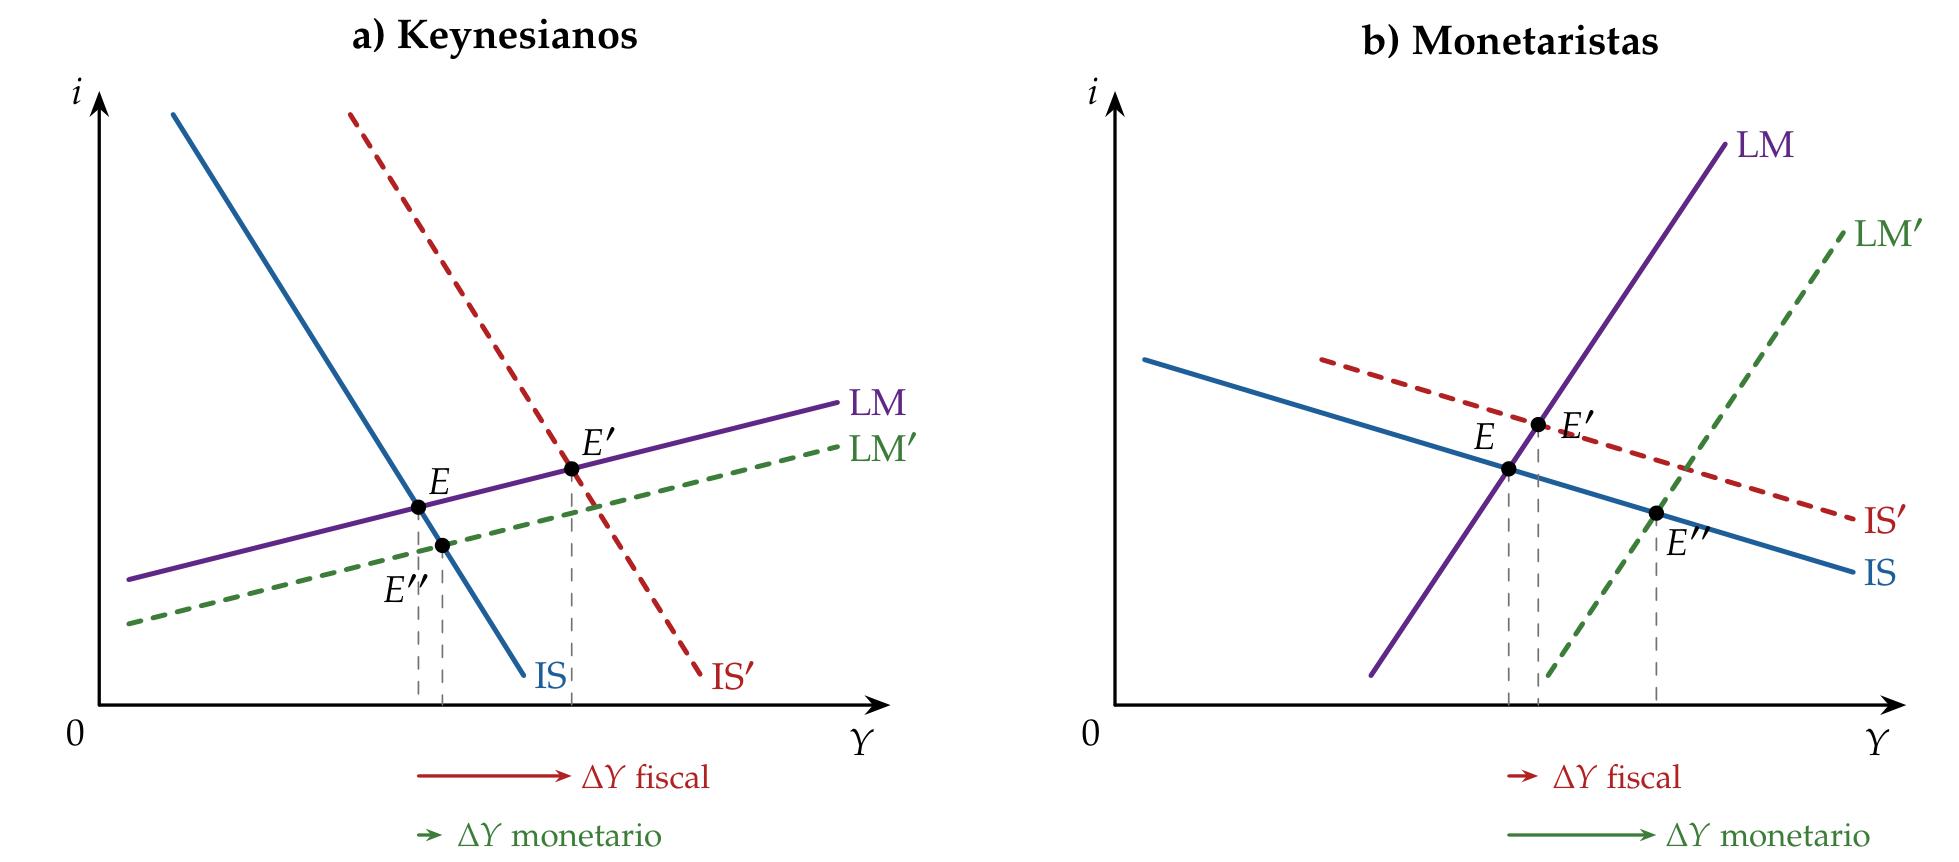 a) Keynesianos
i
LM
E′
LM′
E
E′′
IS
IS′
0
Y
ΔY fiscal
ΔY monetario
b) Monetaristas
i
LM
LM′
E
E′
IS′
E′′
IS
0
Y
ΔY fiscal
ΔY monetario